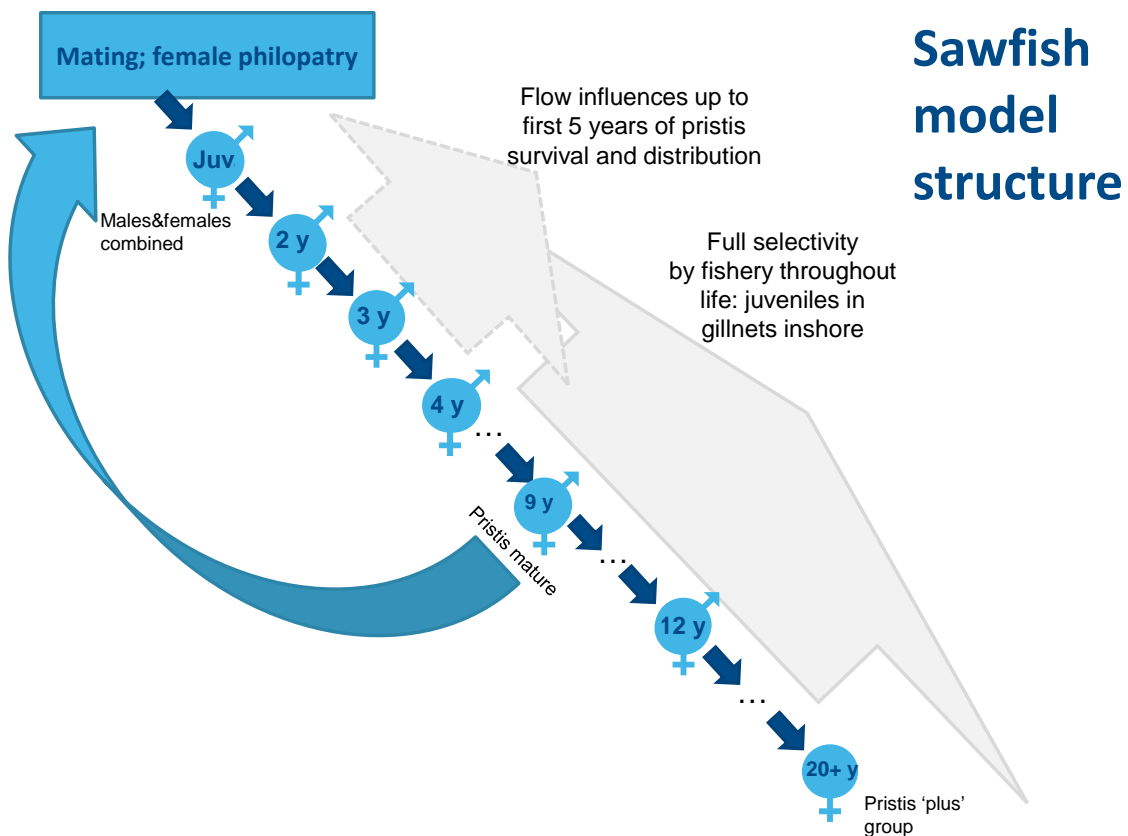 Mating; female philopatry
Sawfish
model
structure
Flow influences up to
first 5 years of pristis
survival and distribution
Juv
Males&females
combined
2 y
Full selectivity
by fishery throughout
life: juveniles in
gillnets inshore
3 y
4 y
...
9 y
Pristis mature
...
12 y
...
20+ y
Pristis ‘plus’
group